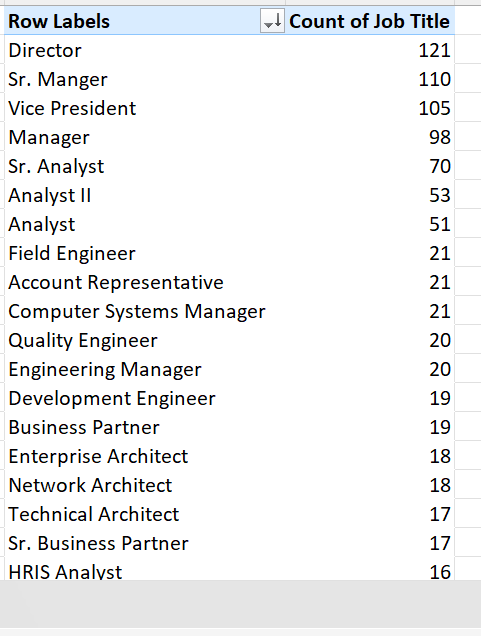 Row Labels Count of Job Title
Director 121
Sr. Manger 110
Vice President 105
Manager 98
Sr. Analyst 70
Analyst II 53
Analyst 51
Field Engineer 21
Account Representative 21
Computer Systems Manager 21
Quality Engineer 20
Engineering Manager 20
Development Engineer 19
Business Partner 19
Enterprise Architect 18
Network Architect 18
Technical Architect 17
Sr. Business Partner 17
HRIS Analyst 16